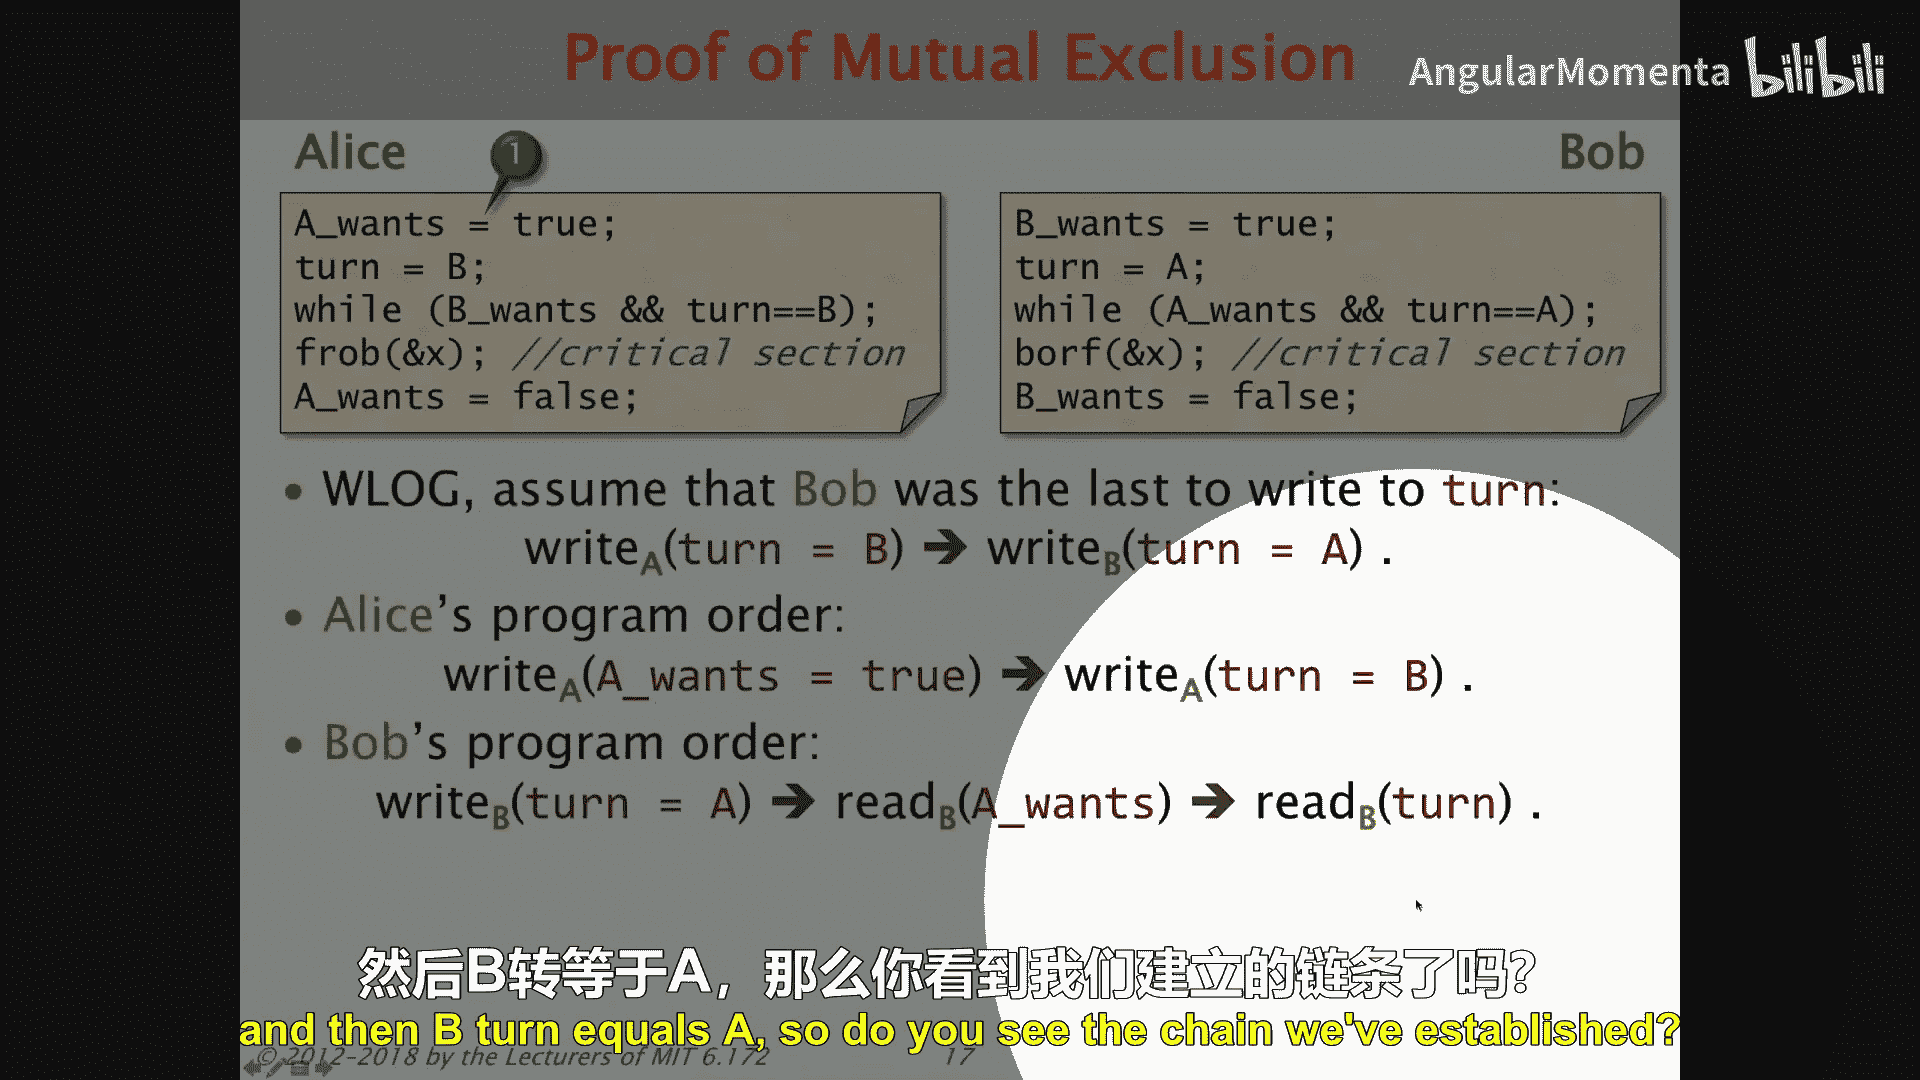 Proof of Mutual Exclusion
AngularMomenta bilibili
Alice
1
Bob
A_wants = true;
turn = B;
while (B_wants && turn==B);
frob(&x); //critical section
A_wants = false;
B_wants = true;
turn = A;
while (A_wants && turn==A);
borf(&x); //critical section
B_wants = false;
• WLOG, assume that Bob was the last to write to turn:
writeA(turn = B) ➔ writeB(turn = A) .
• Alice’s program order:
writeA(A_wants = true) ➔ writeA(turn = B) .
• Bob’s program order:
writeB(turn = A) ➔ readB(A_wants) ➔ readB(turn) .
然后B转等于A，那么你看到我们建立的链条了吗？
and then B turn equals A, so do you see the chain we've established?
© 2012–2018 by the Lecturers of MIT 6.172
17